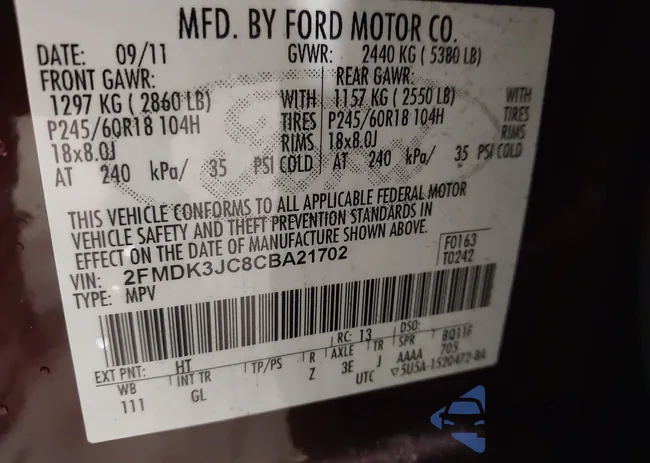 MFD. BY FORD MOTOR CO.
DATE: 09/11 GVWR: 2440 KG ( 5380 LB)
FRONT GAWR: REAR GAWR:
1297 KG ( 2860 LB) WITH 1157 KG ( 2550 LB) WITH
P245/60R18 104H TIRES P245/60R18 104H TIRES
18x8.0J RIMS 18x8.0J RIMS
AT 240 kPa/ 35 PSI COLD AT 240 kPa/ 35 PSI COLD
THIS VEHICLE CONFORMS TO ALL APPLICABLE FEDERAL MOTOR
VEHICLE SAFETY AND THEFT PREVENTION STANDARDS IN
EFFECT ON THE DATE OF MANUFACTURE SHOWN ABOVE.
VIN: 2FMDK3JC8CBA21702
TYPE: MPV
F0163
T0242
EXT PNT: HT RC: 13 DSO:
WB INT TR TP/PS R AXLE TR SPR BQ11F
111 GL Z 3E J AAAA 705
UTC 5U5A-1520472-BA